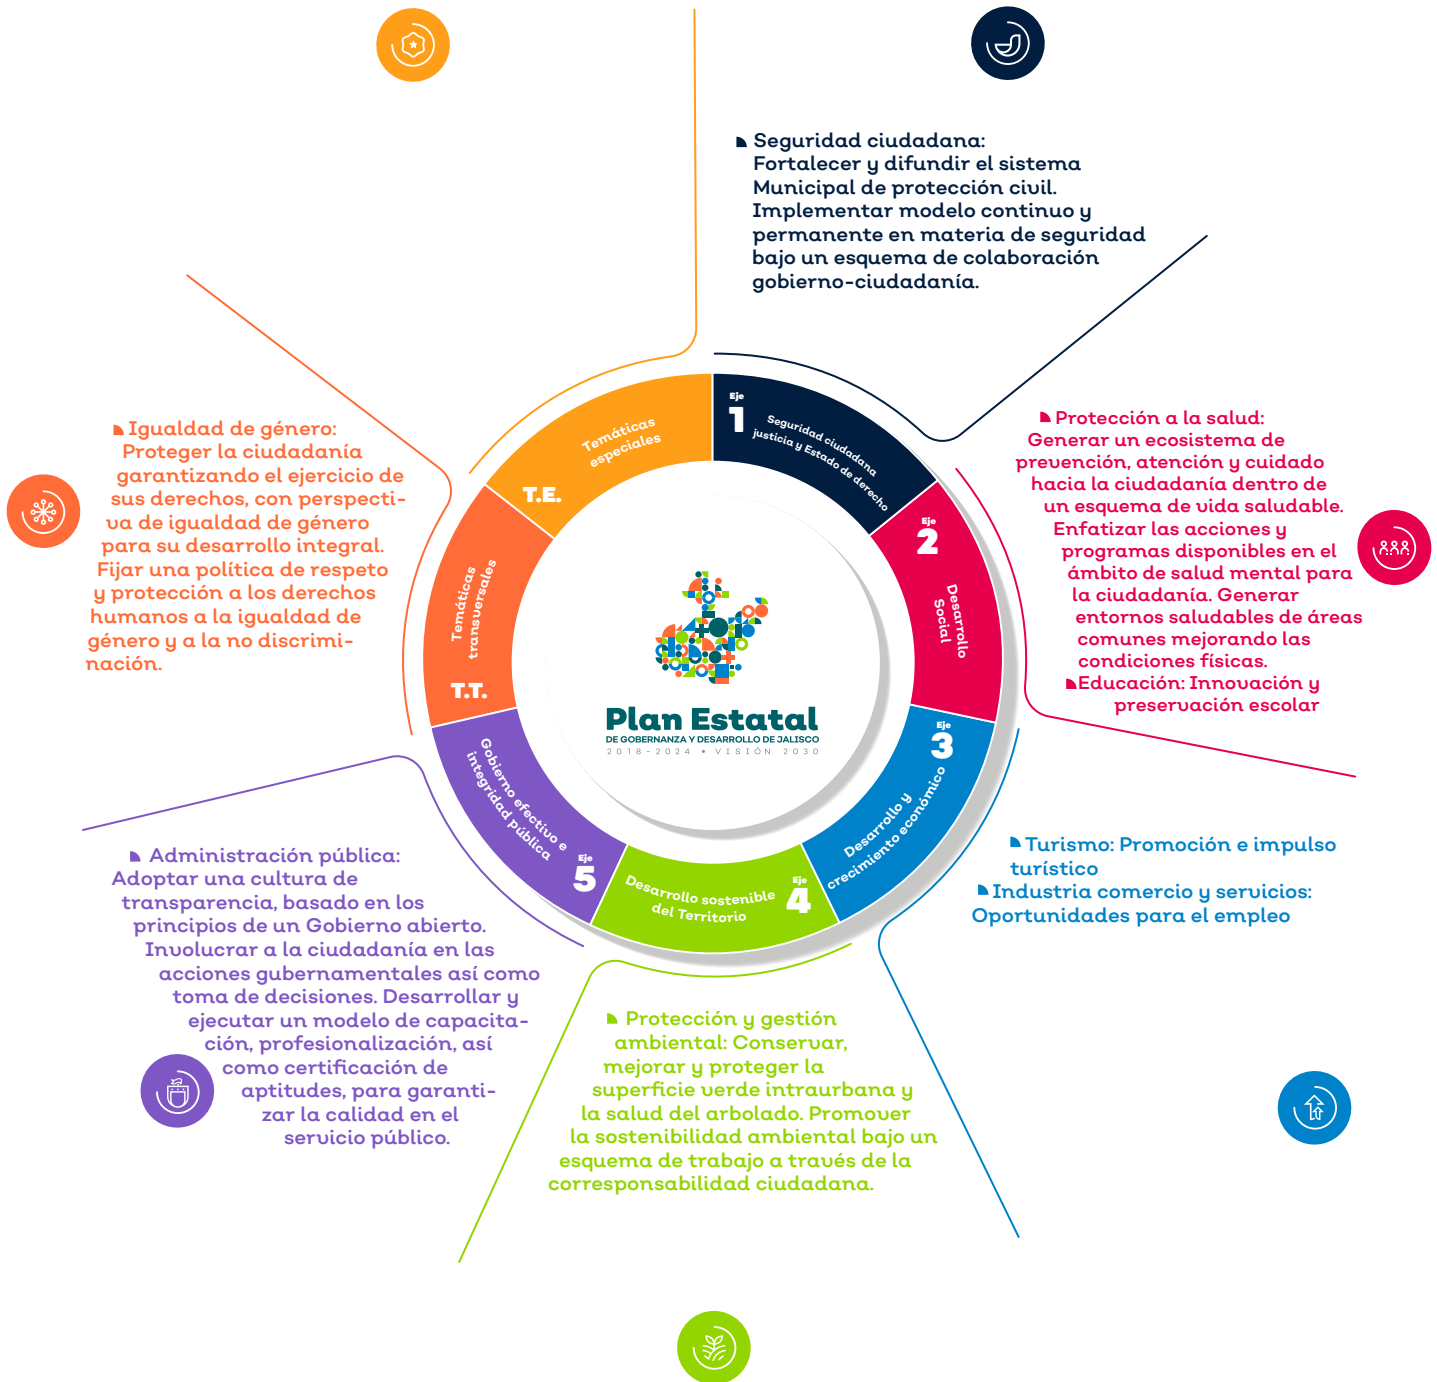 Seguridad ciudadana:
Fortalecer y difundir el sistema
Municipal de protección civil.
Implementar modelo continuo y
permanente en materia de seguridad
bajo un esquema de colaboración
gobierno-ciudadanía.
Protección a la salud:
Generar un ecosistema de
prevención, atención y cuidado
hacia la ciudadanía dentro de
un esquema de vida saludable.
Enfatizar las acciones y
programas disponibles en el
ámbito de salud mental para
la ciudadanía. Generar
entornos saludables de áreas
comunes mejorando las
condiciones físicas.
Educación: Innovación y
preservación escolar
Turismo: Promoción e impulso
turístico
Industria comercio y servicios:
Oportunidades para el empleo
Protección y gestión
ambiental: Conservar,
mejorar y proteger la
superficie verde intraurbana y
la salud del arbolado. Promover
la sostenibilidad ambiental bajo un
esquema de trabajo a través de la
corresponsabilidad ciudadana.
Administración pública:
Adoptar una cultura de
transparencia, basado en los
principios de un Gobierno abierto.
Involucrar a la ciudadanía en las
acciones gubernamentales así como
toma de decisiones. Desarrollar y
ejecutar un modelo de capacita-
ción, profesionalización, así
como certificación de
aptitudes, para garanti-
zar la calidad en el
servicio público.
Igualdad de género:
Proteger la ciudadanía
garantizando el ejercicio de
sus derechos, con perspecti-
va de igualdad de género
para su desarrollo integral.
Fijar una política de respeto
y protección a los derechos
humanos a la igualdad de
género y a la no discrimi-
nación.
Eje
1
Seguridad ciudadana
justicia y Estado de derecho
Eje
2
Desarrollo
Social
Eje
3
Desarrollo y
crecimiento económico
Eje
4
Desarrollo sostenible
del Territorio
Eje
5
Gobierno efectivo e
integridad pública
T.T.
Temáticas
transversales
T.E.
Temáticas
especiales
Plan Estatal
DE GOBERNANZA Y DESARROLLO DE JALISCO
2018-2024 • VISIÓN 2030